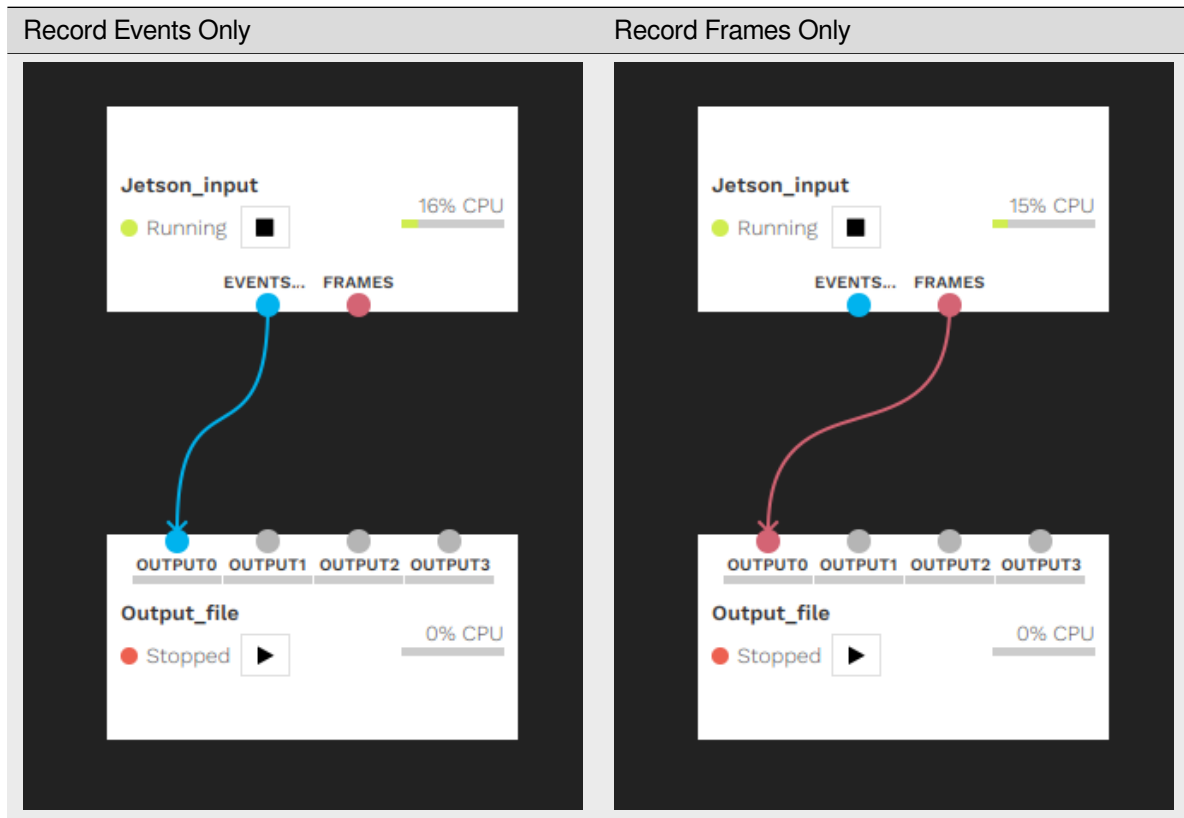 Record Events Only
Record Frames Only
Jetson_input
16% CPU
Running
EVENTS... FRAMES
OUTPUT0 OUTPUT1 OUTPUT2 OUTPUT3
Output_file
0% CPU
Stopped
Jetson_input
15% CPU
Running
EVENTS... FRAMES
OUTPUT0 OUTPUT1 OUTPUT2 OUTPUT3
Output_file
0% CPU
Stopped